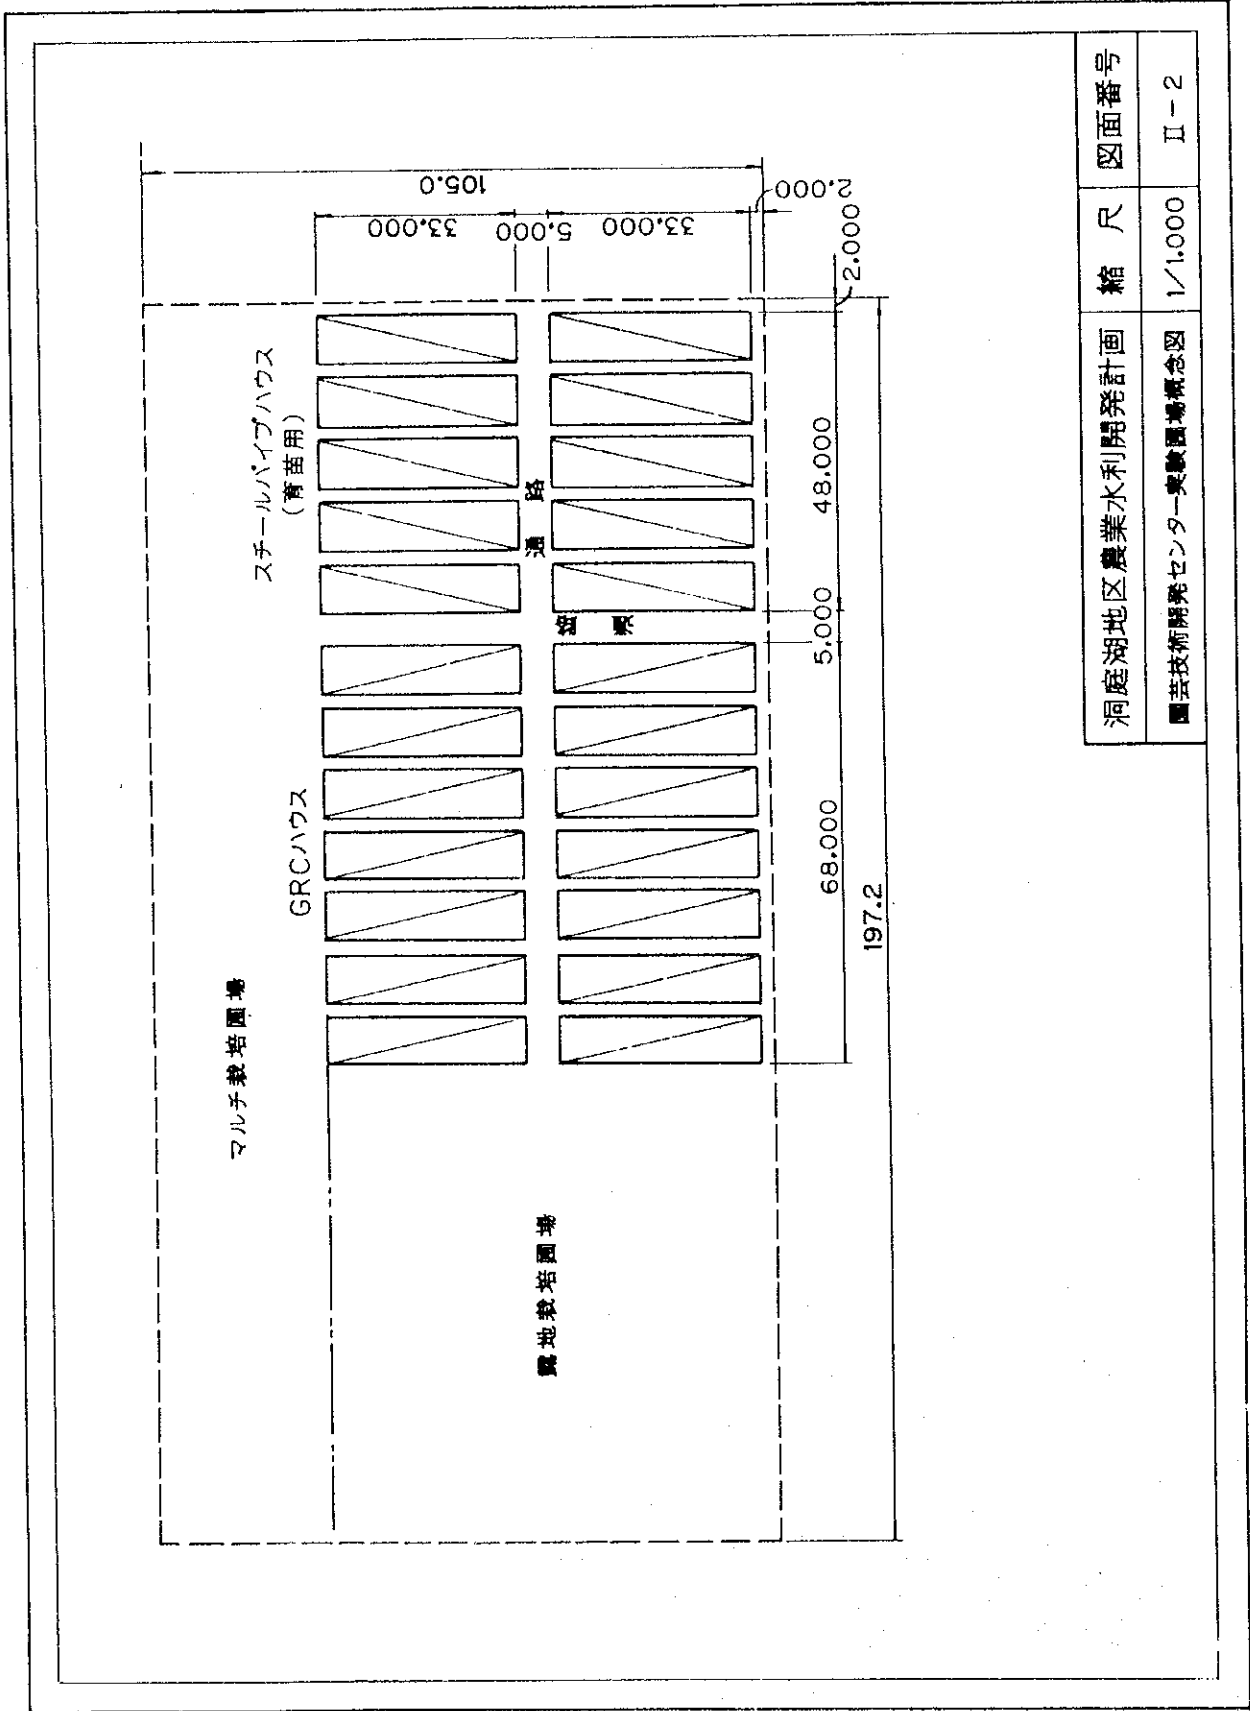 マルチ栽培圃場
GRCハウス
スチールパイプハウス
(育苗用)
露地栽培圃場
通路
通路
105.0
33.000
5.000
33.000
2.000
2.000
48.000
5.000
68.000
197.2
洞庭湖地区農業水利開発計画
縮尺
図面番号
園芸技術開発センター実験圃場概念図
1/1.000
II-2